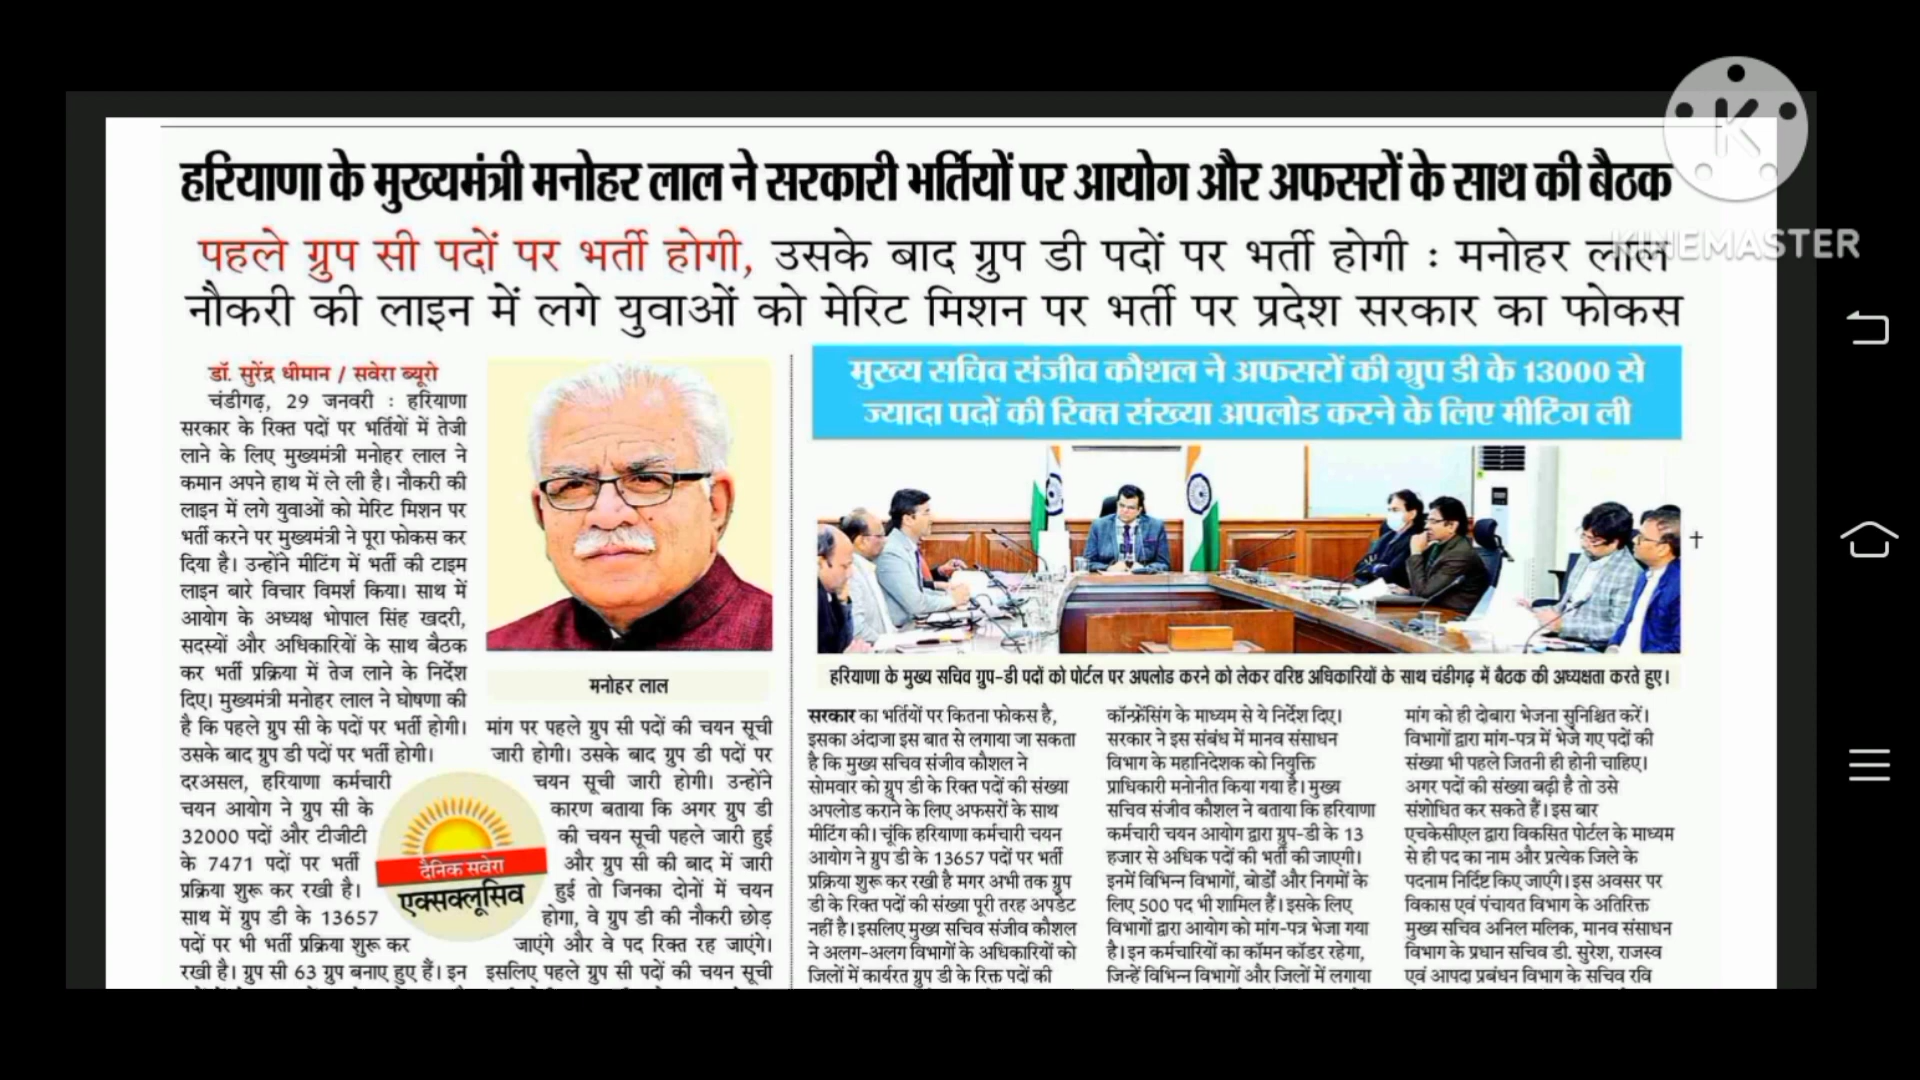 हरियाणा के मुख्यमंत्री मनोहर लाल ने सरकारी भर्तियों पर आयोग और अफसरों के साथ की बैठक
पहले ग्रुप सी पदों पर भर्ती होगी, उसके बाद ग्रुप डी पदों पर भर्ती होगी : मनोहर लाल
नौकरी की लाइन में लगे युवाओं को मेरिट मिशन पर भर्ती पर प्रदेश सरकार का फोकस
K
KINEMASTER
डॉ. सुरेंद्र धीमान / सवेरा ब्यूरो
चंडीगढ़, 29 जनवरी : हरियाणा
सरकार के रिक्त पदों पर भर्तियों में तेजी
लाने के लिए मुख्यमंत्री मनोहर लाल ने
कमान अपने हाथ में ले ली है। नौकरी की
लाइन में लगे युवाओं को मेरिट मिशन पर
भर्ती करने पर मुख्यमंत्री ने पूरा फोकस कर
दिया है। उन्होंने मीटिंग में भर्ती की टाइम
लाइन बारे विचार विमर्श किया। साथ में
आयोग के अध्यक्ष भोपाल सिंह खदरी,
सदस्यों और अधिकारियों के साथ बैठक
कर भर्ती प्रक्रिया में तेज लाने के निर्देश
दिए। मुख्यमंत्री मनोहर लाल ने घोषणा की
है कि पहले ग्रुप सी के पदों पर भर्ती होगी।
उसके बाद ग्रुप डी पदों पर भर्ती होगी।
दरअसल, हरियाणा कर्मचारी
चयन आयोग ने ग्रुप सी के
32000 पदों और टीजीटी
के 7471 पदों पर भर्ती
प्रक्रिया शुरू कर रखी है।
साथ में ग्रुप डी के 13657
पदों पर भी भर्ती प्रक्रिया शुरू कर
रखी है। ग्रुप सी 63 ग्रुप बनाए हुए हैं। इन
दैनिक सवेरा
एक्सक्लूसिव
मनोहर लाल
मांग पर पहले ग्रुप सी पदों की चयन सूची
जारी होगी। उसके बाद ग्रुप डी पदों पर
चयन सूची जारी होगी। उन्होंने
कारण बताया कि अगर ग्रुप डी
की चयन सूची पहले जारी हुई
और ग्रुप सी की बाद में जारी
हुई तो जिनका दोनों में चयन
होगा, वे ग्रुप डी की नौकरी छोड़
जाएंगे और वे पद रिक्त रह जाएंगे।
इसलिए पहले ग्रुप सी पदों की चयन सूची
मुख्य सचिव संजीव कौशल ने अफसरों की ग्रुप डी के 13000 से
ज्यादा पदों की रिक्त संख्या अपलोड करने के लिए मीटिंग ली
हरियाणा के मुख्य सचिव ग्रुप-डी पदों को पोर्टल पर अपलोड करने को लेकर वरिष्ठ अधिकारियों के साथ चंडीगढ़ में बैठक की अध्यक्षता करते हुए।
सरकार का भर्तियों पर कितना फोकस है,
इसका अंदाजा इस बात से लगाया जा सकता
है कि मुख्य सचिव संजीव कौशल ने
सोमवार को ग्रुप डी के रिक्त पदों की संख्या
अपलोड कराने के लिए अफसरों के साथ
मीटिंग की। चूंकि हरियाणा कर्मचारी चयन
आयोग ने ग्रुप डी के 13657 पदों पर भर्ती
प्रक्रिया शुरू कर रखी है मगर अभी तक ग्रुप
डी के रिक्त पदों की संख्या पूरी तरह अपडेट
नहीं है। इसलिए मुख्य सचिव संजीव कौशल
ने अलग-अलग विभागों के अधिकारियों को
जिलों में कार्यरत ग्रुप डी के रिक्त पदों की
कॉन्फ्रेंसिंग के माध्यम से ये निर्देश दिए।
सरकार ने इस संबंध में मानव संसाधन
विभाग के महानिदेशक को नियुक्ति
प्राधिकारी मनोनीत किया गया है। मुख्य
सचिव संजीव कौशल ने बताया कि हरियाणा
कर्मचारी चयन आयोग द्वारा ग्रुप-डी के 13
हजार से अधिक पदों की भर्ती की जाएगी।
इनमें विभिन्न विभागों, बोर्डों और निगमों के
लिए 500 पद भी शामिल हैं। इसके लिए
विभागों द्वारा आयोग को मांग-पत्र भेजा गया
है। इन कर्मचारियों का कॉमन कॉडर रहेगा,
जिन्हें विभिन्न विभागों और जिलों में लगाया
मांग को ही दोबारा भेजना सुनिश्चित करें।
विभागों द्वारा मांग-पत्र में भेजे गए पदों की
संख्या भी पहले जितनी ही होनी चाहिए।
अगर पदों की संख्या बढ़ी है तो उसे
संशोधित कर सकते हैं। इस बार
एचकेसीएल द्वारा विकसित पोर्टल के माध्यम
से ही पद का नाम और प्रत्येक जिले के
पदनाम निर्दिष्ट किए जाएंगे। इस अवसर पर
विकास एवं पंचायत विभाग के अतिरिक्त
मुख्य सचिव अनिल मलिक, मानव संसाधन
विभाग के प्रधान सचिव डी. सुरेश, राजस्व
एवं आपदा प्रबंधन विभाग के सचिव रवि